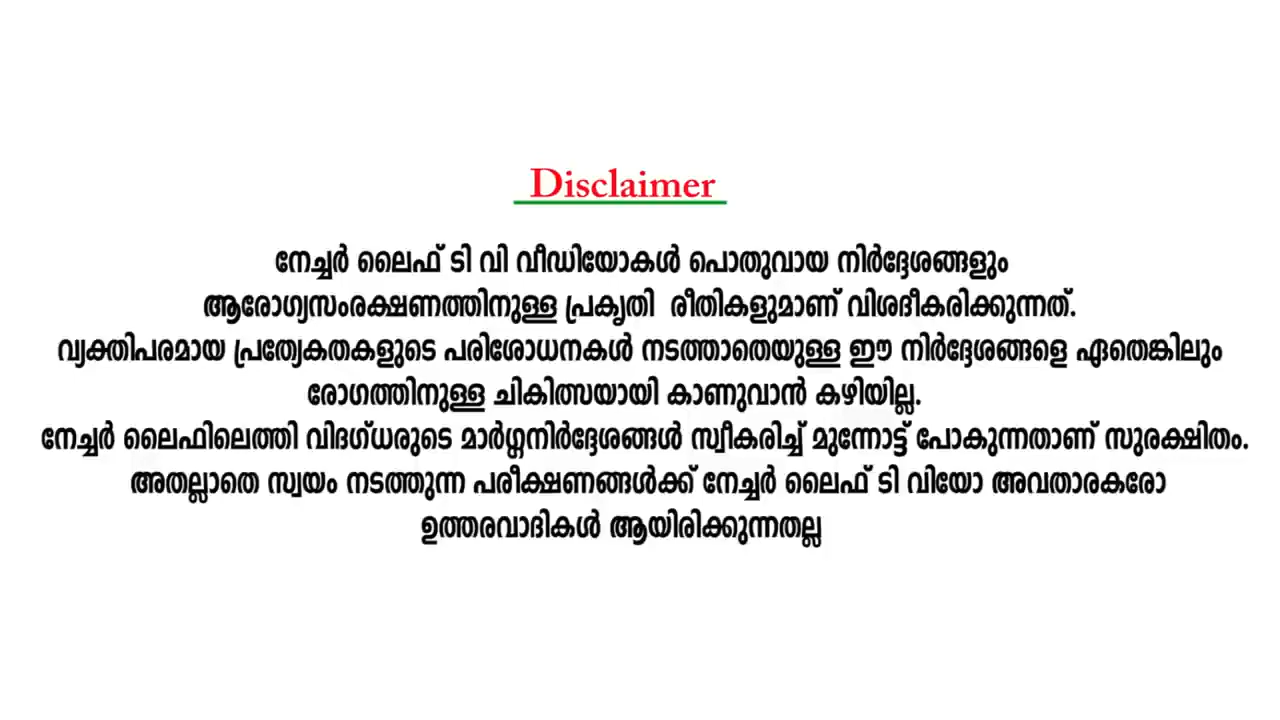 Disclaimer
നേച്ചർ ലൈഫ് ടി വി വീഡിയോകൾ പൊതുവായ നിർദ്ദേശങ്ങളും
ആരോഗ്യസംരക്ഷണത്തിനുള്ള പ്രകൃതി രീതികളുമാണ് വിശദീകരിക്കുന്നത്.
വ്യക്തിപരമായ പ്രത്യേകതകളുടെ പരിശോധനകൾ നടത്താതെയുള്ള ഈ നിർദ്ദേശങ്ങളെ ഏതെങ്കിലും
രോഗത്തിനുള്ള ചികിത്സയായി കാണുവാൻ കഴിയില്ല.
നേച്ചർ ലൈഫിലെത്തി വിദഗ്ധരുടെ മാർഗ്ഗനിർദ്ദേശങ്ങൾ സ്വീകരിച്ച് മുന്നോട്ട് പോകുന്നതാണ് സുരക്ഷിതം.
അതല്ലാതെ സ്വയം നടത്തുന്ന പരീക്ഷണങ്ങൾക്ക് നേച്ചർ ലൈഫ് ടി വിയോ അവതാരകരോ
ഉത്തരവാദികൾ ആയിരിക്കുന്നതല്ല